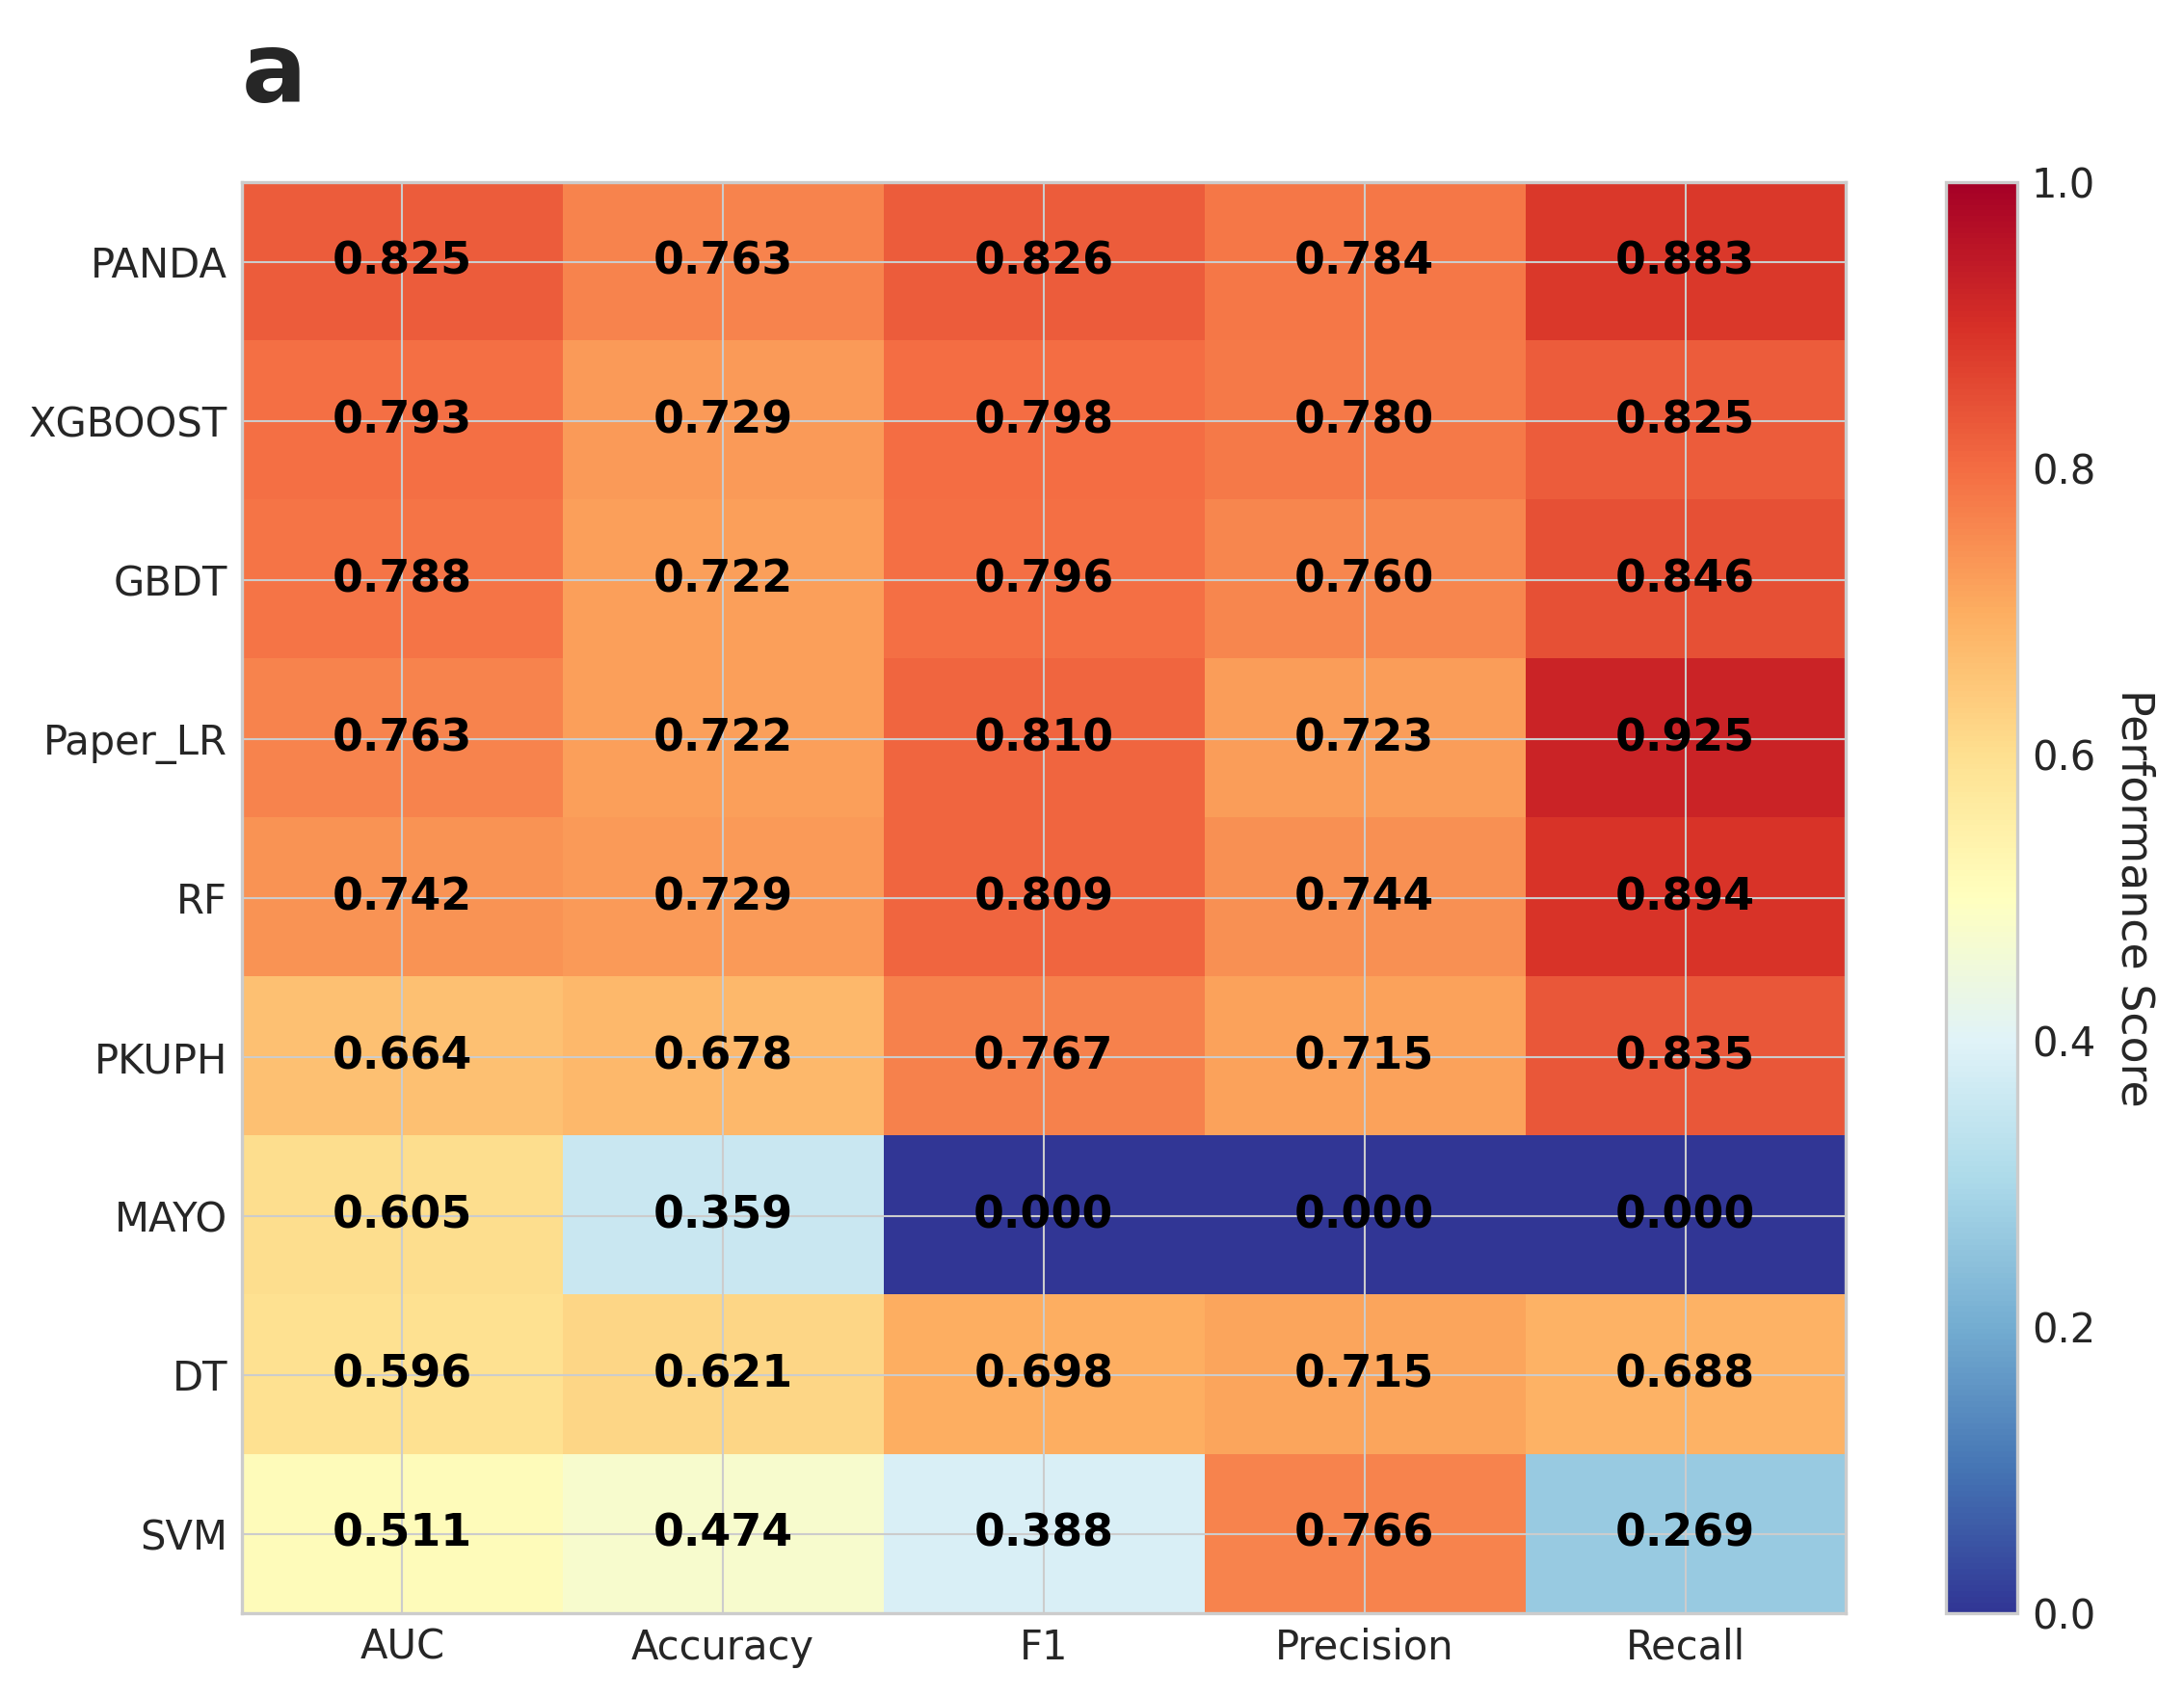 a
PANDA 0.825 0.763 0.826 0.784 0.883
XGBOOST 0.793 0.729 0.798 0.780 0.825
GBDT 0.788 0.722 0.796 0.760 0.846
Paper_LR 0.763 0.722 0.810 0.723 0.925
RF 0.742 0.729 0.809 0.744 0.894
PKUPH 0.664 0.678 0.767 0.715 0.835
MAYO 0.605 0.359 0.000 0.000 0.000
DT 0.596 0.621 0.698 0.715 0.688
SVM 0.511 0.474 0.388 0.766 0.269
AUC Accuracy F1 Precision Recall
1.0
0.8
0.6
0.4
0.2
0.0
Performance Score